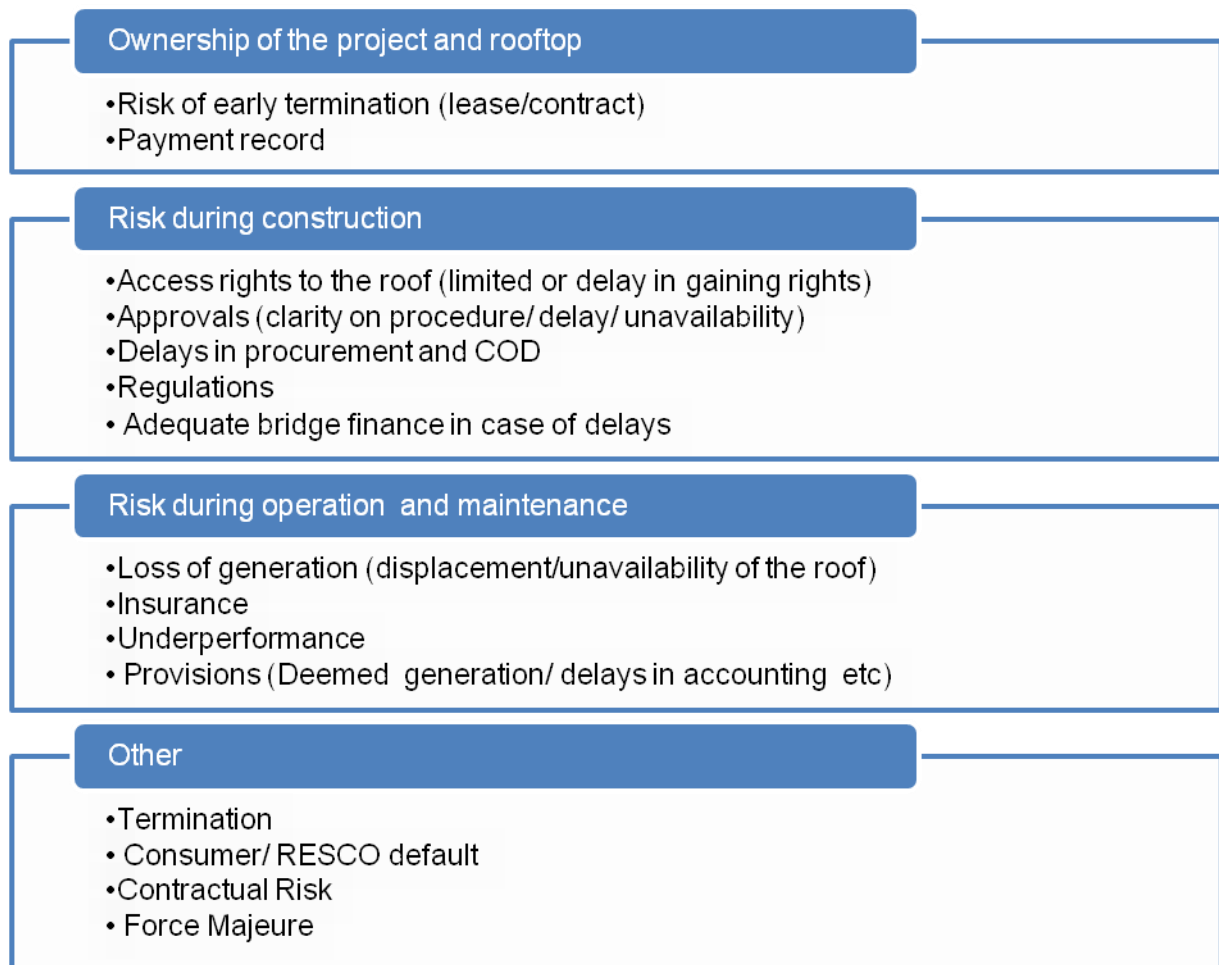 Ownership of the project and rooftop
•Risk of early termination (lease/contract)
•Payment record
Risk during construction
•Access rights to the roof (limited or delay in gaining rights)
•Approvals (clarity on procedure/ delay/ unavailability)
•Delays in procurement and COD
•Regulations
• Adequate bridge finance in case of delays
Risk during operation  and maintenance
•Loss of generation (displacement/unavailability of the roof)
•Insurance
•Underperformance
• Provisions (Deemed  generation/ delays in accounting  etc)
Other
•Termination
• Consumer/ RESCO default
•Contractual Risk
• Force Majeure